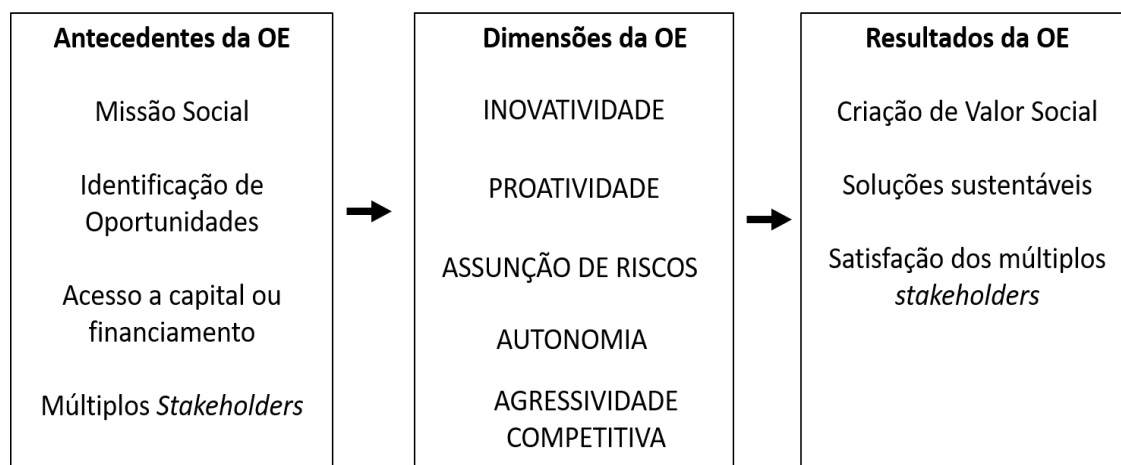 Antecedentes da OE
Missão Social
Identificação de
Oportunidades
Acesso a capital ou
financiamento
Múltiplos Stakeholders
Dimensões da OE
INOVATIVIDADE
PROATIVIDADE
ASSUNÇÃO DE RISCOS
AUTONOMIA
AGRESSIVIDADE
COMPETITIVA
Resultados da OE
Criação de Valor Social
Soluções sustentáveis
Satisfação dos múltiplos
stakeholders